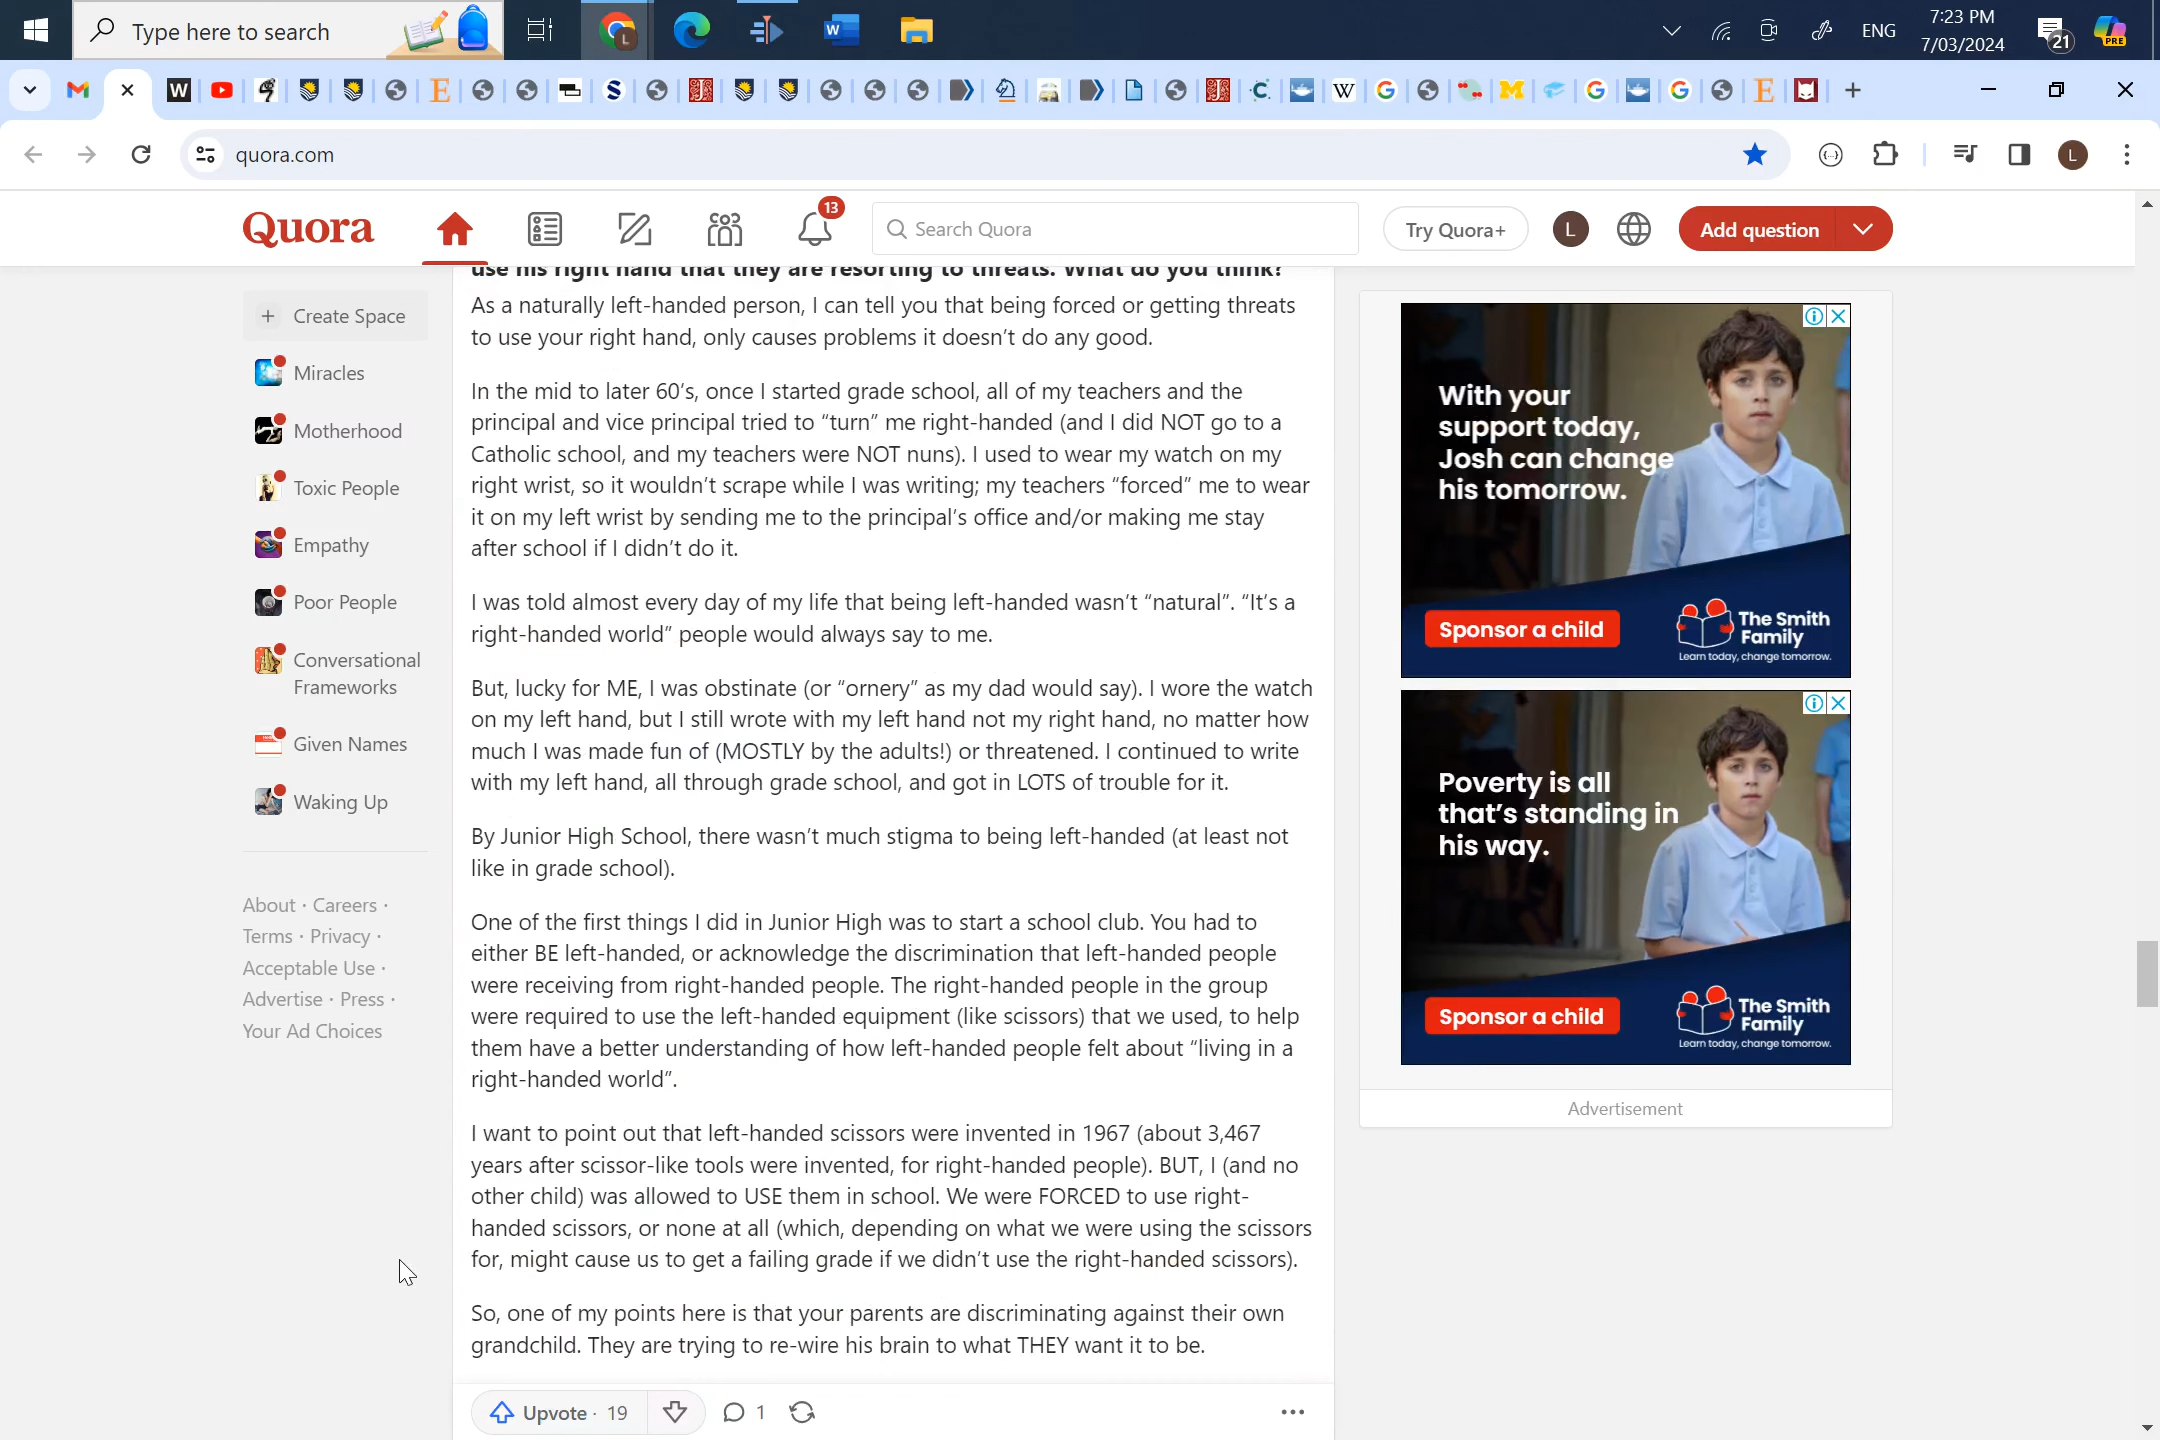 Type here to search
ENG
7:23 PM
7/03/2024
21
PRE
quora.com
L
Quora
13
Search Quora
Try Quora+
L
Add question
use his right hand that they are resorting to threats. What do you think?
As a naturally left-handed person, I can tell you that being forced or getting threats
to use your right hand, only causes problems it doesn't do any good.
In the mid to later 60's, once I started grade school, all of my teachers and the
principal and vice principal tried to “turn” me right-handed (and I did NOT go to a
Catholic school, and my teachers were NOT nuns). I used to wear my watch on my
right wrist, so it wouldn't scrape while I was writing; my teachers “forced” me to wear
it on my left wrist by sending me to the principal's office and/or making me stay
after school if I didn't do it.
I was told almost every day of my life that being left-handed wasn't “natural”. “It's a
right-handed world” people would always say to me.
But, lucky for ME, I was obstinate (or “ornery” as my dad would say). I wore the watch
on my left hand, but I still wrote with my left hand not my right hand, no matter how
much I was made fun of (MOSTLY by the adults!) or threatened. I continued to write
with my left hand, all through grade school, and got in LOTS of trouble for it.
By Junior High School, there wasn't much stigma to being left-handed (at least not
like in grade school).
One of the first things I did in Junior High was to start a school club. You had to
either BE left-handed, or acknowledge the discrimination that left-handed people
were receiving from right-handed people. The right-handed people in the group
were required to use the left-handed equipment (like scissors) that we used, to help
them have a better understanding of how left-handed people felt about “living in a
right-handed world”.
I want to point out that left-handed scissors were invented in 1967 (about 3,467
years after scissor-like tools were invented, for right-handed people). BUT, I (and no
other child) was allowed to USE them in school. We were FORCED to use right-
handed scissors, or none at all (which, depending on what we were using the scissors
for, might cause us to get a failing grade if we didn't use the right-handed scissors).
So, one of my points here is that your parents are discriminating against their own
grandchild. They are trying to re-wire his brain to what THEY want it to be.
Upvote · 19
1
Create Space
Miracles
Motherhood
Toxic People
Empathy
Poor People
Conversational
Frameworks
Given Names
Waking Up
About · Careers ·
Terms · Privacy ·
Acceptable Use ·
Advertise · Press ·
Your Ad Choices
With your
support today,
Josh can change
his tomorrow.
Sponsor a child
The Smith
Family
Learn today, change tomorrow.
Poverty is all
that's standing in
his way.
Sponsor a child
The Smith
Family
Learn today, change tomorrow.
Advertisement